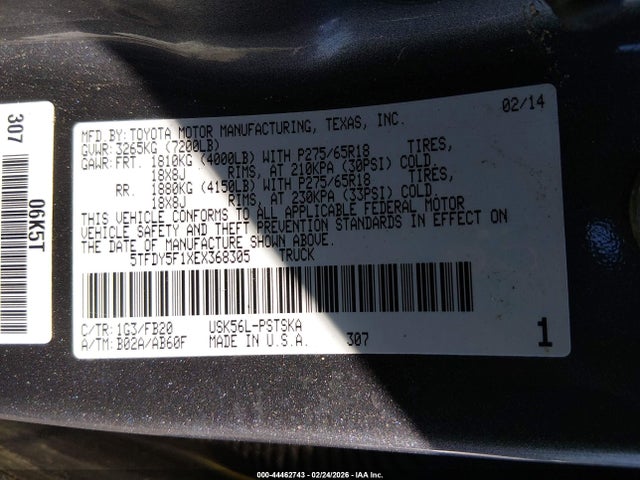 307
06K5T
02/14
MFD BY: TOYOTA MOTOR MANUFACTURING, TEXAS, INC.
GVWR: 3265KG (7200LB)
GAWR: FRT. 1810KG (4000LB) WITH P275/65R18 TIRES,
18X8J RIMS, AT 210KPA (30PSI) COLD.
RR. 1880KG (4150LB) WITH P275/65R18 TIRES,
18X8J RIMS, AT 230KPA (33PSI) COLD.
THIS VEHICLE CONFORMS TO ALL APPLICABLE FEDERAL MOTOR
VEHICLE SAFETY AND THEFT PREVENTION STANDARDS IN EFFECT ON
THE DATE OF MANUFACTURE SHOWN ABOVE.
5TFDY5F1XEX368305 TRUCK
C/TR: 1G3/FB20 USK56L-PSTSKA
A/TM: B02A/AB60F MADE IN U.S.A. 307 1
000-44462743 - 02/24/2026 - IAA Inc.